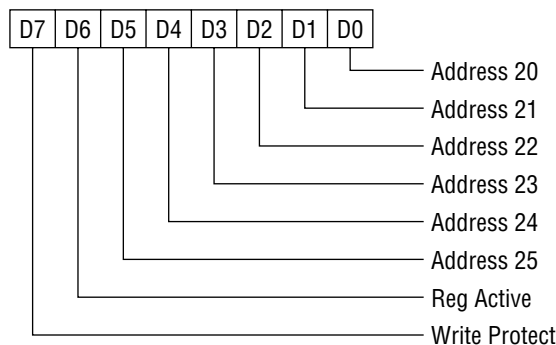 D7 D6 D5 D4 D3 D2 D1 D0
Address 20
Address 21
Address 22
Address 23
Address 24
Address 25
Reg Active
Write Protect